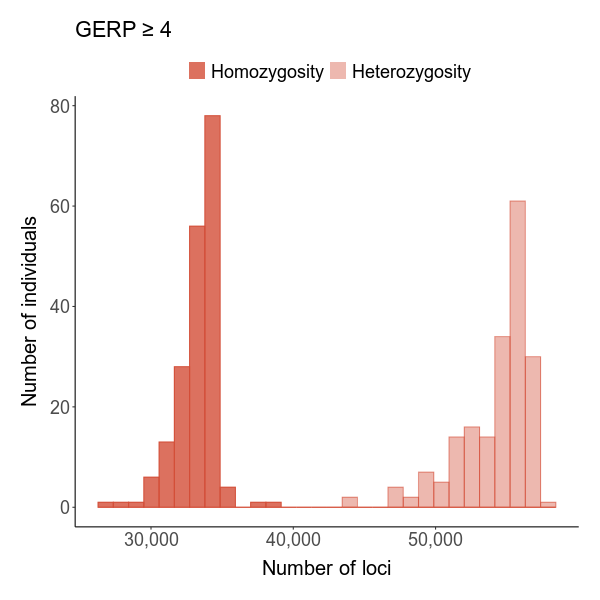 GERP ≥ 4
Homozygosity Heterozygosity
80
60
40
20
0
Number of individuals
30,000 40,000 50,000
Number of loci